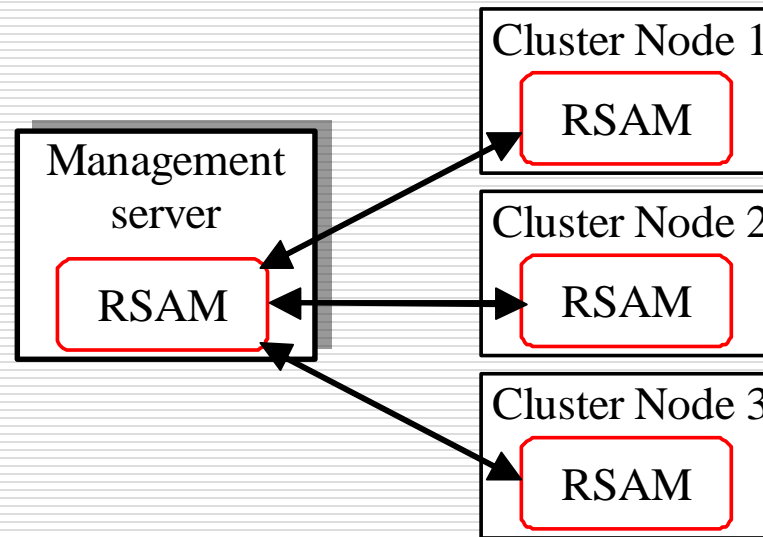 Management
server
RSAM
Cluster Node 1
RSAM
Cluster Node 2
RSAM
Cluster Node 3
RSAM